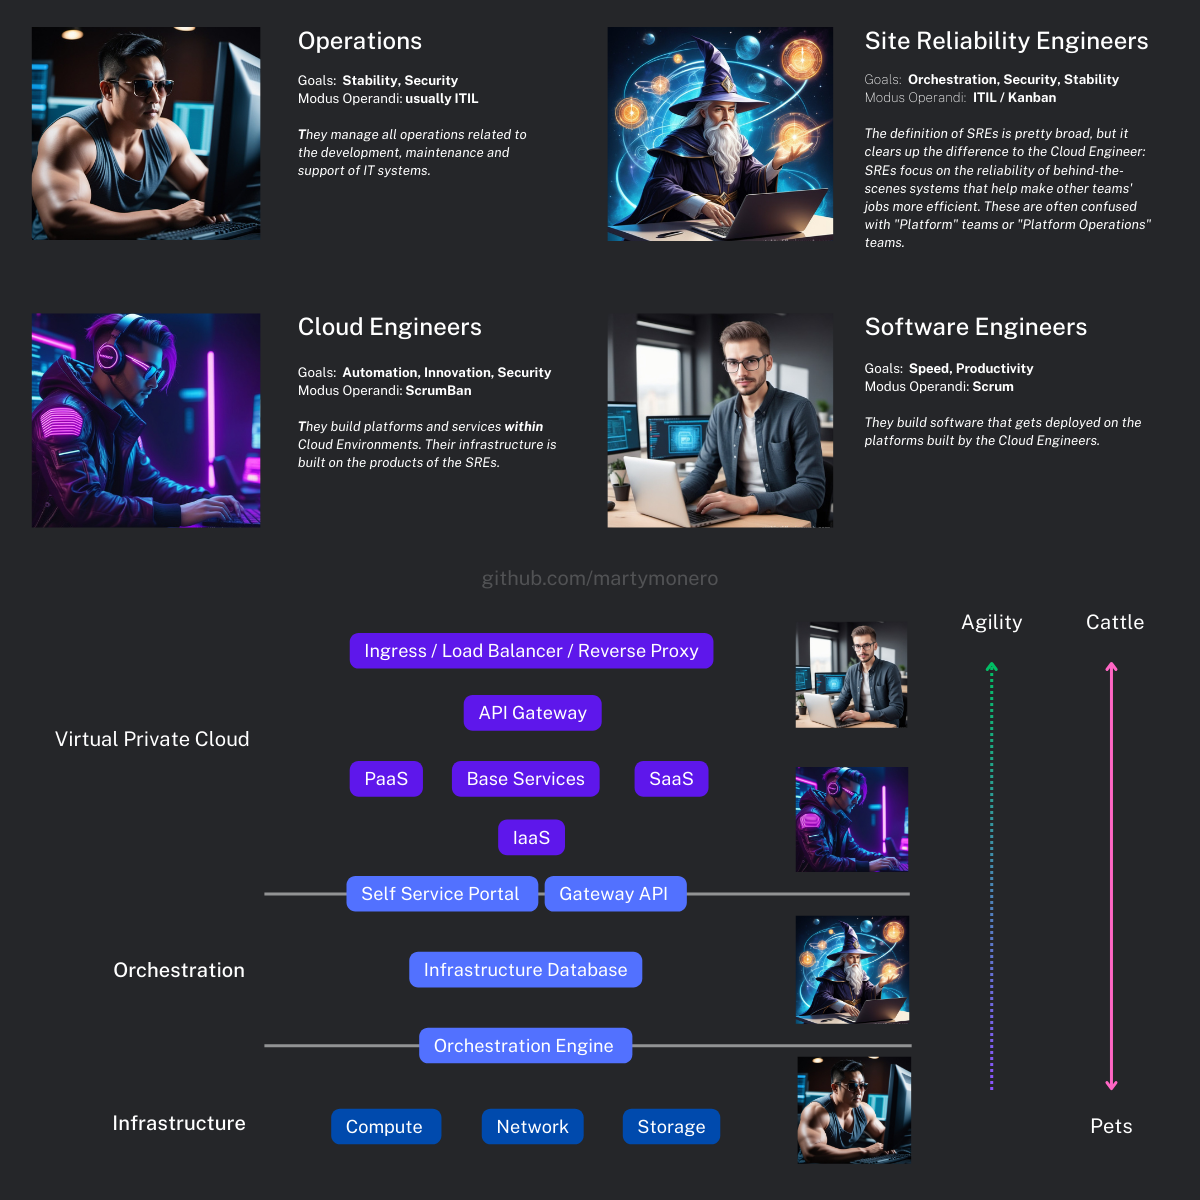 Operations
Goals: Stability, Security
Modus Operandi: usually ITIL
They manage all operations related to
the development, maintenance and
support of IT systems.
Site Reliability Engineers
Goals: Orchestration, Security, Stability
Modus Operandi: ITIL / Kanban
The definition of SREs is pretty broad, but it
clears up the difference to the Cloud Engineer:
SREs focus on the reliability of behind-the-
scenes systems that help make other teams'
jobs more efficient. These are often confused
with "Platform" teams or "Platform Operations"
teams.
Cloud Engineers
Goals: Automation, Innovation, Security
Modus Operandi: ScrumBan
They build platforms and services within
Cloud Environments. Their infrastructure is
built on the products of the SREs.
Software Engineers
Goals: Speed, Productivity
Modus Operandi: Scrum
They build software that gets deployed on the
platforms built by the Cloud Engineers.
github.com/martymonero
Agility
Cattle
Ingress / Load Balancer / Reverse Proxy
API Gateway
Virtual Private Cloud
PaaS
Base Services
SaaS
IaaS
Self Service Portal
Gateway API
Orchestration
Infrastructure Database
Orchestration Engine
Infrastructure
Compute
Network
Storage
Pets